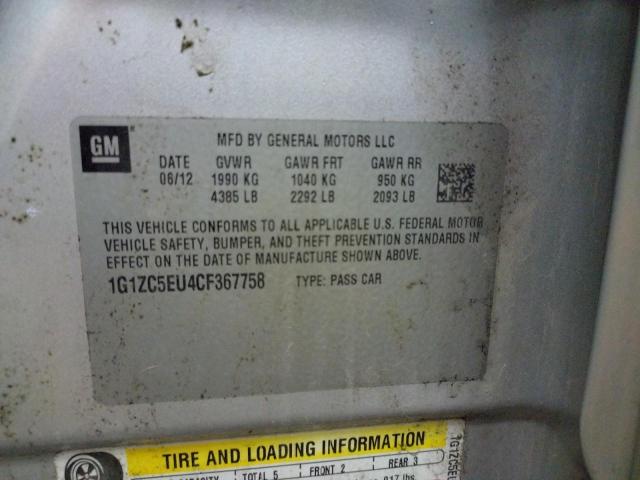 GM
MFD BY GENERAL MOTORS LLC
DATE GVWR GAWR FRT GAWR RR
06/12 1990 KG 1040 KG 950 KG
4385 LB 2292 LB 2093 LB
THIS VEHICLE CONFORMS TO ALL APPLICABLE U.S. FEDERAL MOTOR
VEHICLE SAFETY, BUMPER, AND THEFT PREVENTION STANDARDS IN
EFFECT ON THE DATE OF MANUFACTURE SHOWN ABOVE.
1G1ZC5EU4CF367758 TYPE: PASS CAR
TIRE AND LOADING INFORMATION
TOTAL 5 FRONT 2 REAR 3
1G1ZC5EU